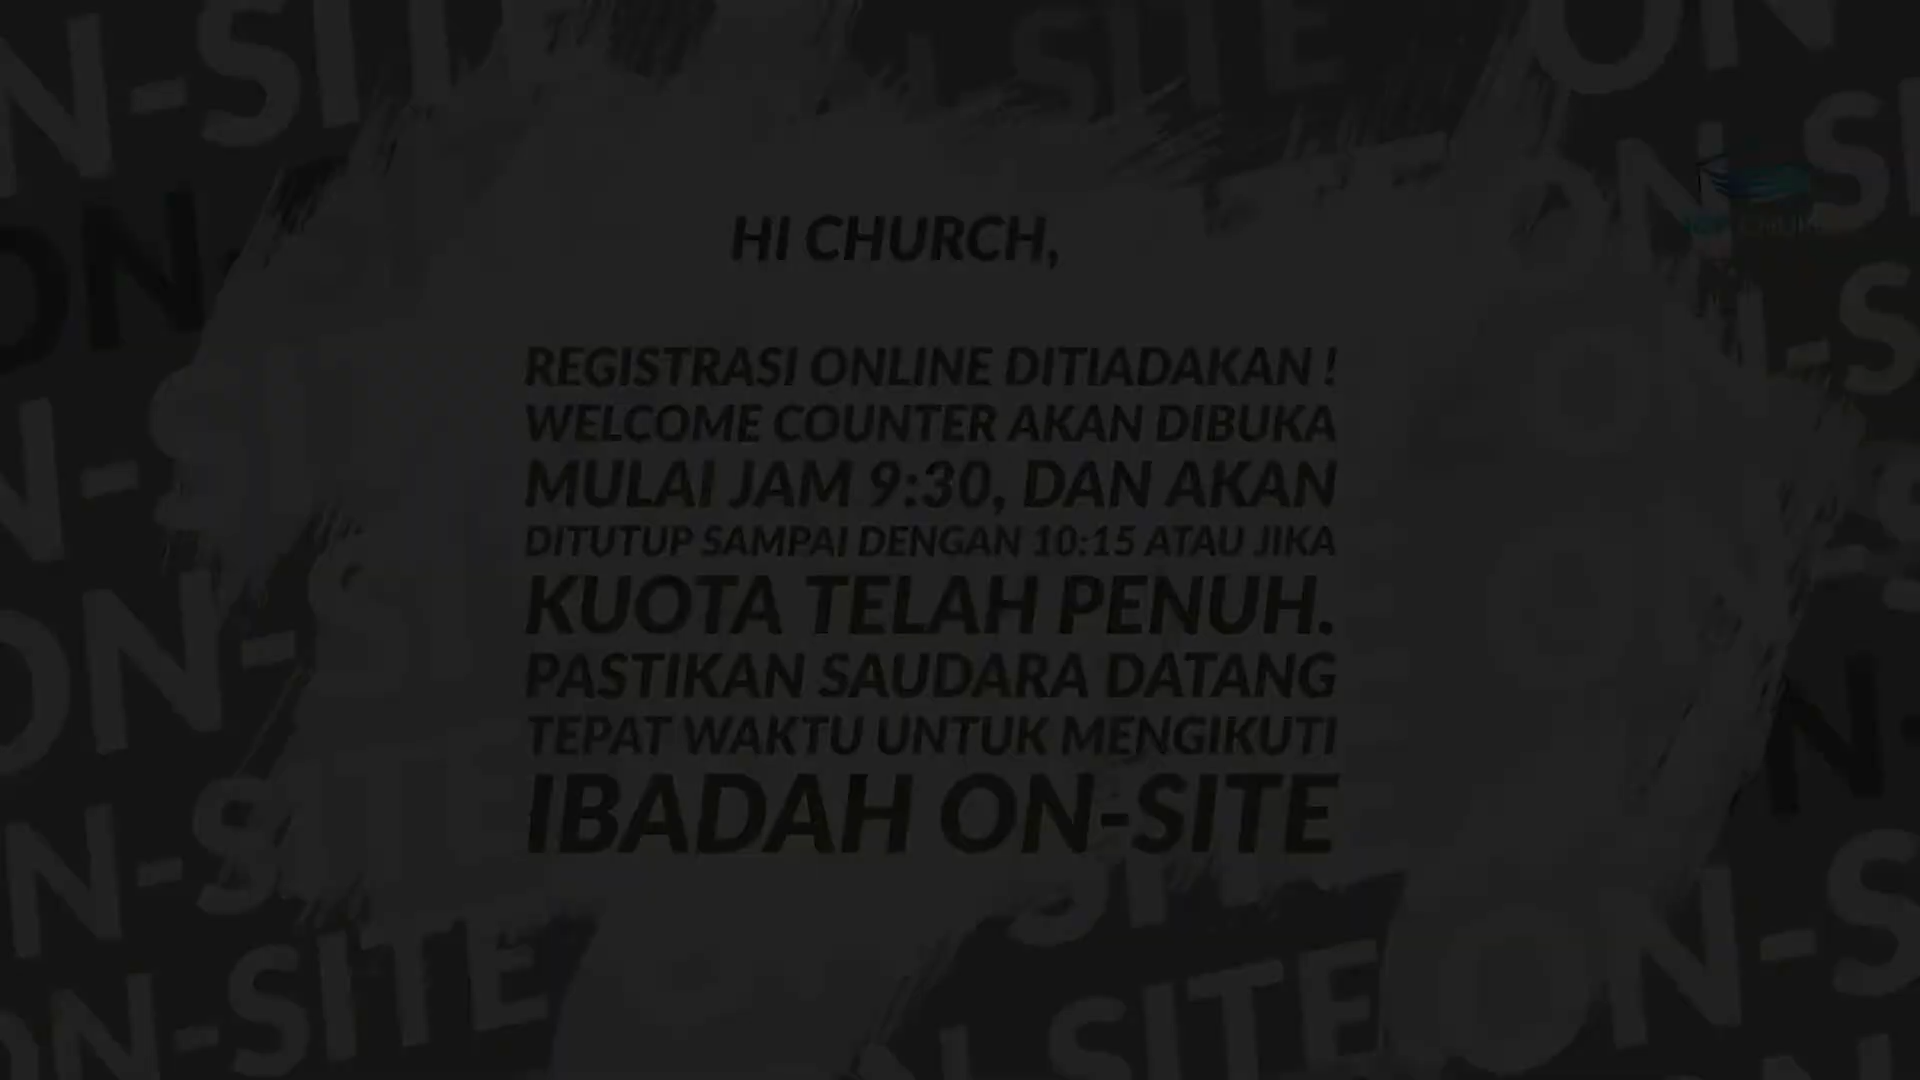 HI CHURCH,
REGISTRASI ONLINE DITIADAKAN !
WELCOME COUNTER AKAN DIBUKA
MULAI JAM 9:30, DAN AKAN
DITUTUP SAMPAI DENGAN 10:15 ATAU JIKA
KUOTA TELAH PENUH.
PASTIKAN SAUDARA DATANG
TEPAT WAKTU UNTUK MENGIKUTI
IBADAH ON-SITE